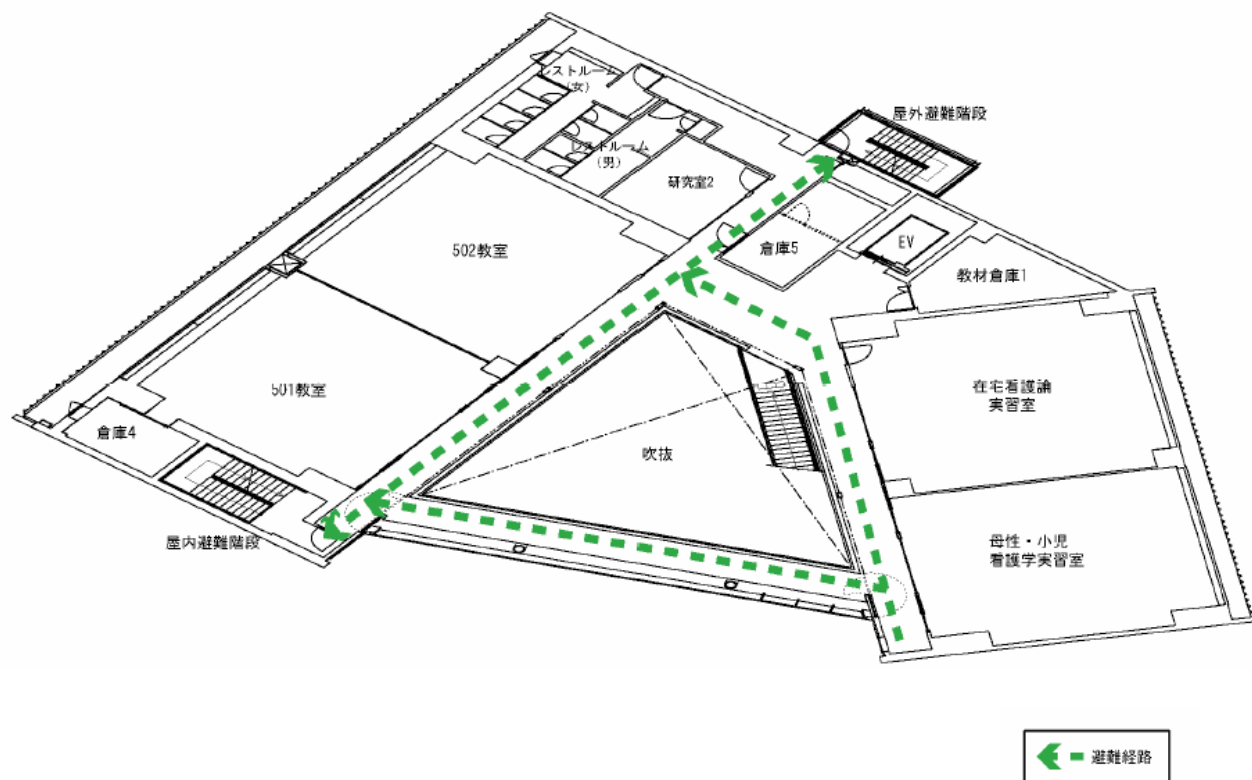 レストルーム
(女)
屋外避難階段
レストルーム
(男)
研究室2
502教室
倉庫5
EV
教材倉庫1
501教室
在宅看護論
実習室
倉庫4
吹抜
屋内避難階段
母性・小児
看護学実習室
避難経路